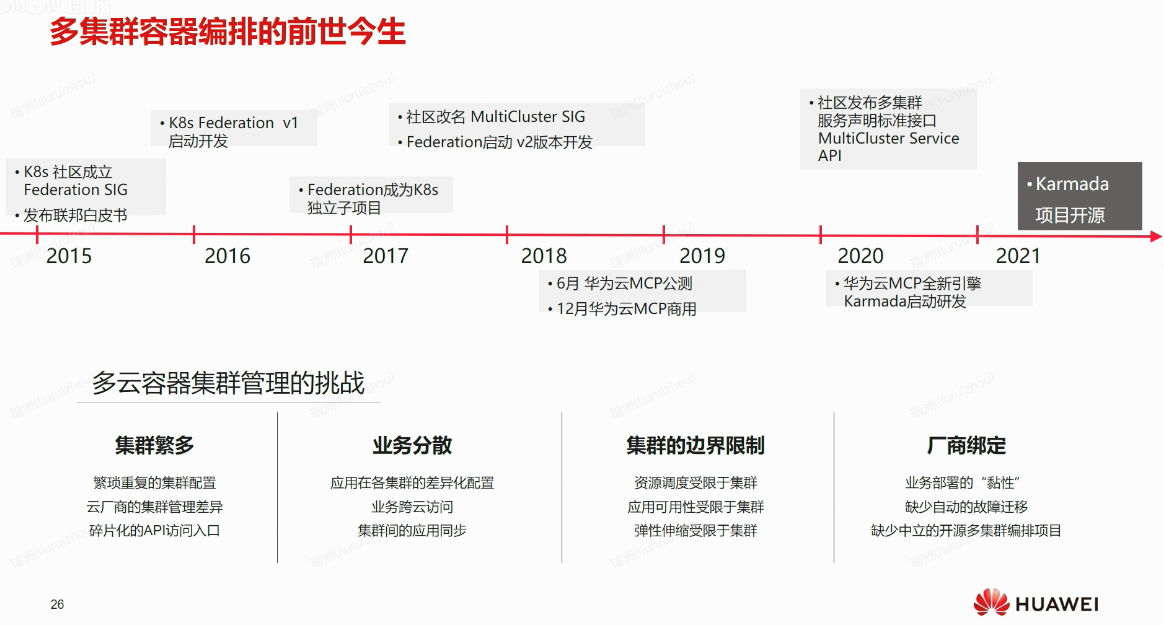 多集群容器编排的前世今生
• K8s 社区成立
Federation SIG
• 发布联邦白皮书
• K8s Federation v1
启动开发
• Federation成为K8s
独立子项目
• 社区改名 MultiCluster SIG
• Federation启动 v2版本开发
• 社区发布多集群
服务声明标准接口
MultiCluster Service
API
• Karmada
项目开源
2015 2016 2017 2018 2019 2020 2021
• 6月 华为云MCP公测
• 12月华为云MCP商用
• 华为云MCP全新引擎
Karmada启动研发
多云容器集群管理的挑战
集群繁多
繁琐重复的集群配置
云厂商的集群管理差异
碎片化的API访问入口
业务分散
应用在各集群的差异化配置
业务跨云访问
集群间的应用同步
集群的边界限制
资源调度受限于集群
应用可用性受限于集群
弹性伸缩受限于集群
厂商绑定
业务部署的“黏性”
缺少自动的故障迁移
缺少中立的开源多集群编排项目
26
HUAWEI